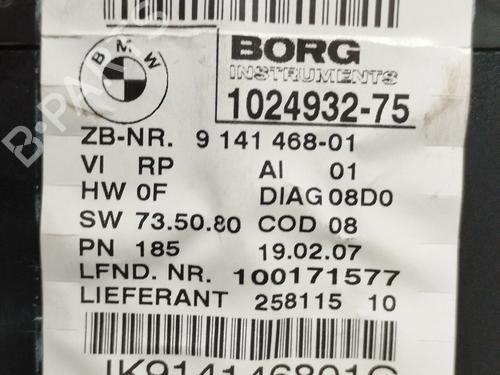 BMW
BORG
INSTRUMENTS
1024932-75
ZB-NR. 9 141 468-01
VI RP AI 01
HW 0F DIAG 08D0
SW 73.50.80 COD 08
PN 185 19.02.07
LFND. NR. 100171577
LIEFERANT 258115 10
B-PARTS